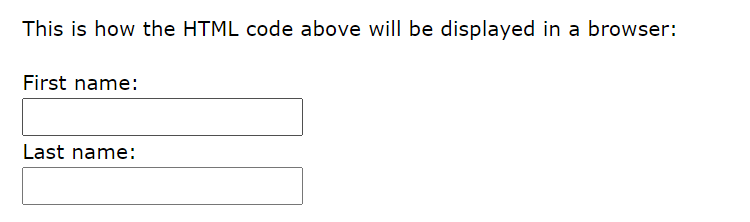 This is how the HTML code above will be displayed in a browser:
First name:
Last name: